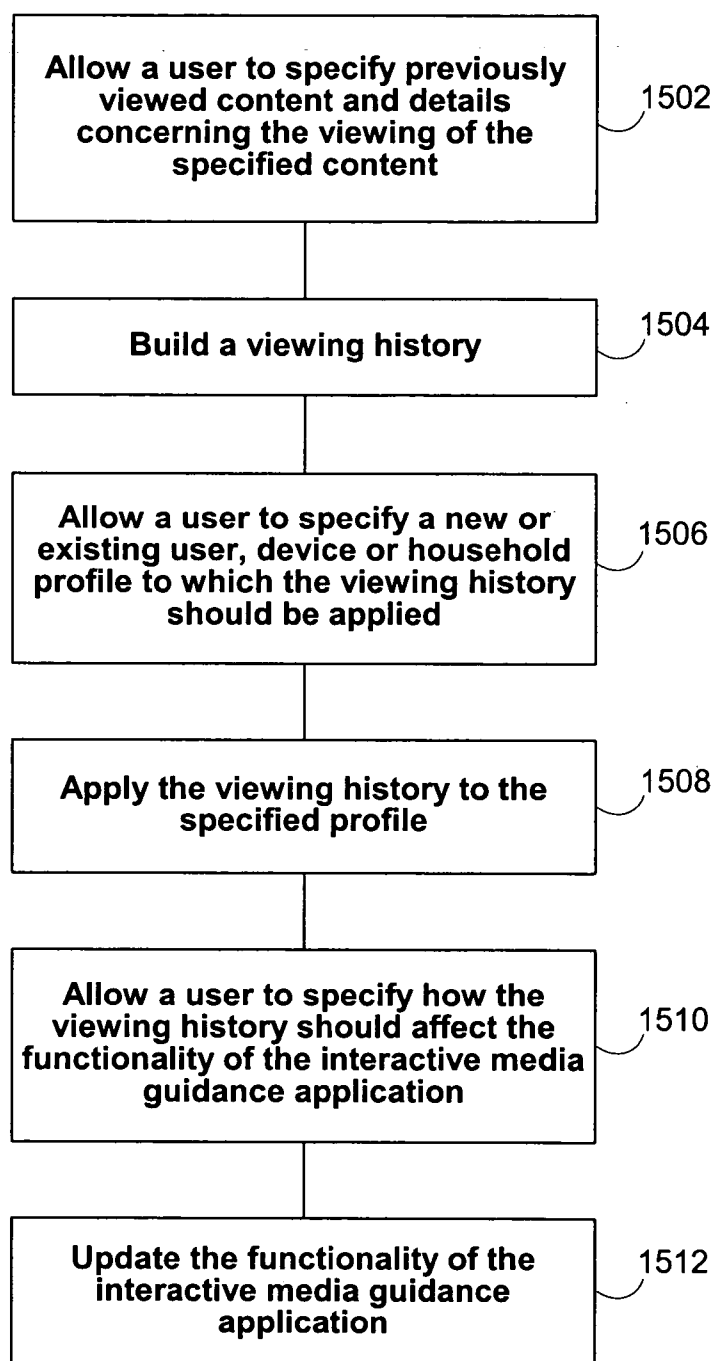 Allow a user to specify previously
viewed content and details
concerning the viewing of the
specified content
1502
Build a viewing history
1504
Allow a user to specify a new or
existing user, device or household
profile to which the viewing history
should be applied
1506
Apply the viewing history to the
specified profile
1508
Allow a user to specify how the
viewing history should affect the
functionality of the interactive media
guidance application
1510
Update the functionality of the
interactive media guidance
application
1512